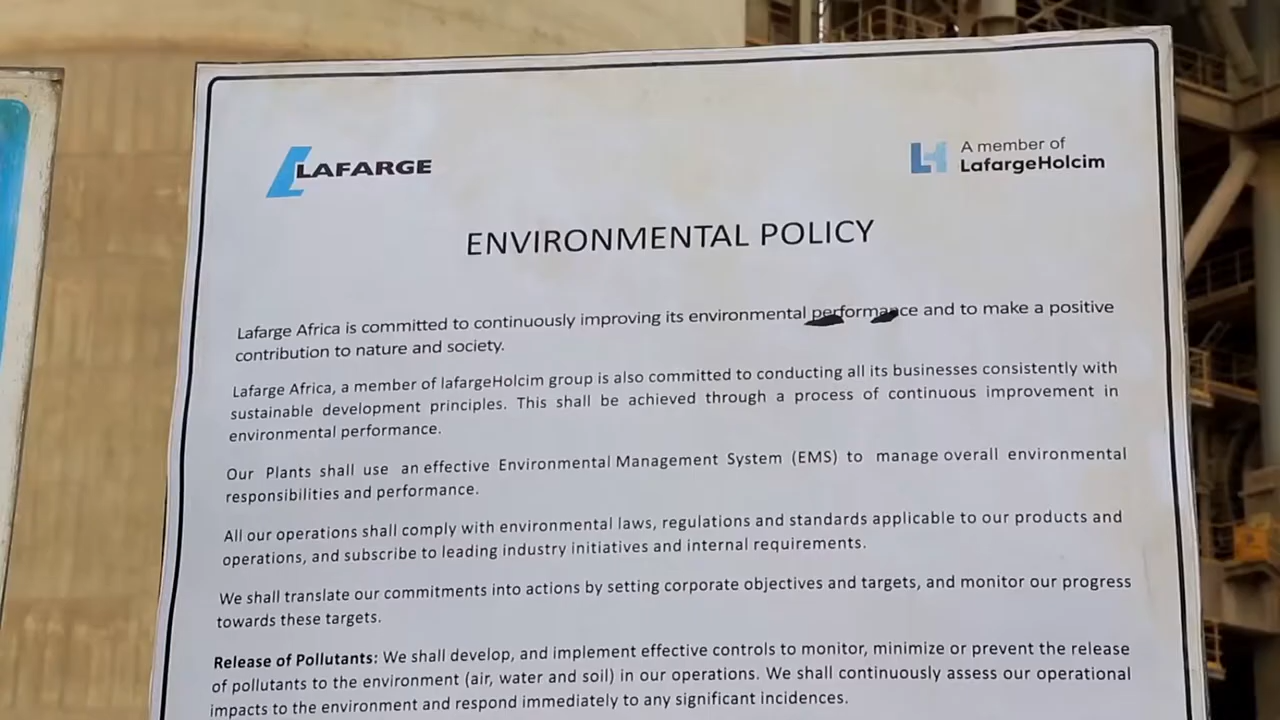 LAFARGE
A member of
LafargeHolcim
ENVIRONMENTAL POLICY
Lafarge Africa is committed to continuously improving its environmental performance and to make a positive
contribution to nature and society.
Lafarge Africa, a member of lafargeHolcim group is also committed to conducting all its businesses consistently with
sustainable development principles. This shall be achieved through a process of continuous improvement in
environmental performance.
Our Plants shall use an effective Environmental Management System (EMS) to manage overall environmental
responsibilities and performance.
All our operations shall comply with environmental laws, regulations and standards applicable to our products and
operations, and subscribe to leading industry initiatives and internal requirements.
We shall translate our commitments into actions by setting corporate objectives and targets, and monitor our progress
towards these targets.
Release of Pollutants: We shall develop, and implement effective controls to monitor, minimize or prevent the release
of pollutants to the environment (air, water and soil) in our operations. We shall continuously assess our operational
impacts to the environment and respond immediately to any significant incidences.